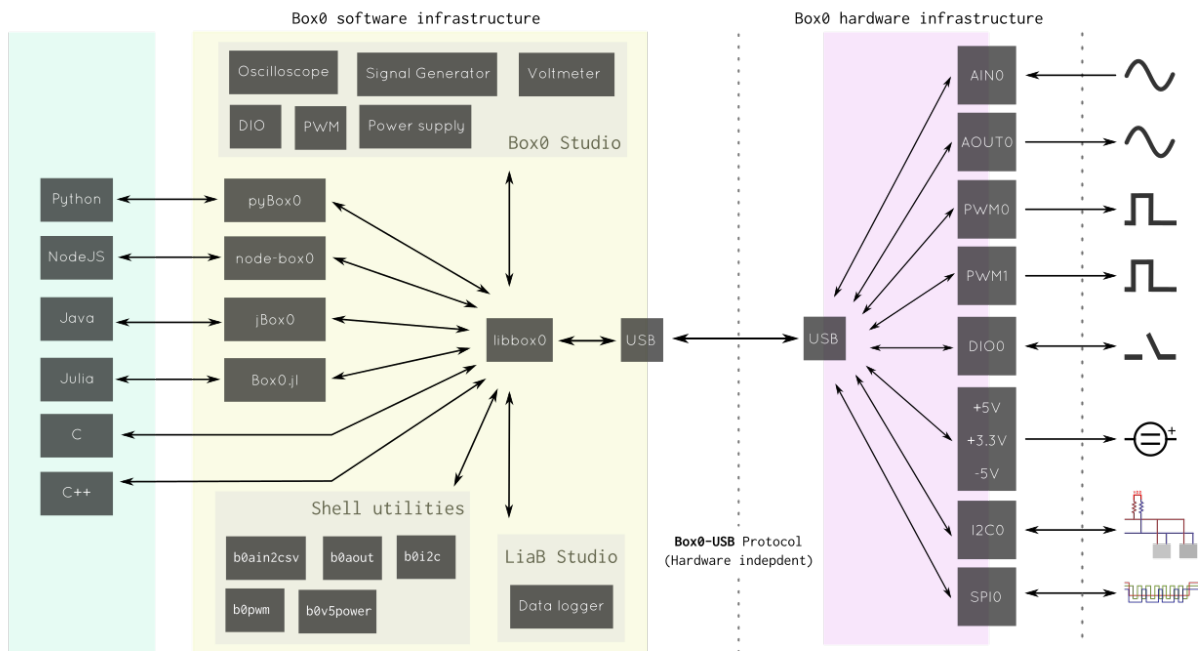 Box0 software infrastructure
Box0 hardware infrastructure
Oscilloscope
Signal Generator
Voltmeter
DIO
PWM
Power supply
Box0 Studio
Python
pyBox0
NodeJS
node-box0
Java
jBox0
Julia
Box0.jl
C
C++
libbox0
USB
USB
AIN0
AOUT0
PWM0
PWM1
DIO0
+5V
+3.3V
-5V
+
I2C0
SPI0
Shell utilities
b0ain2csv
b0aout
b0i2c
b0pwm
b0v5power
LiaB Studio
Data logger
Box0-USB Protocol
(Hardware indepdent)